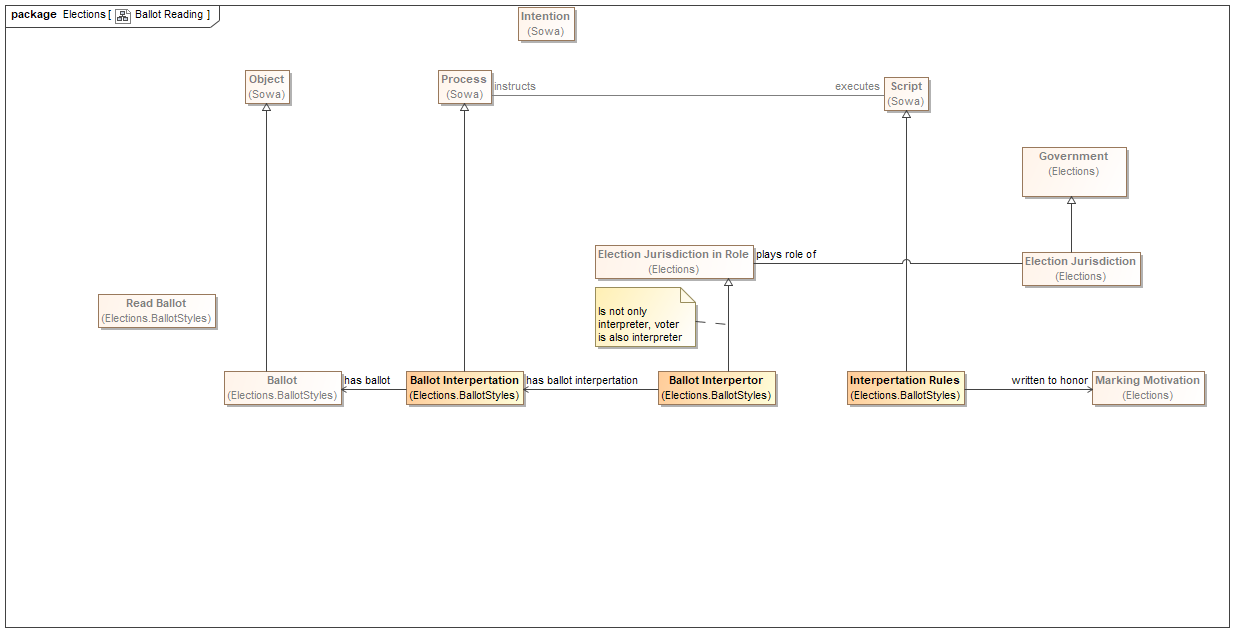 package Elections [ Ballot Reading ]
Intention
(Sowa)
Object
(Sowa)
Process
(Sowa)
instructs
executes
Script
(Sowa)
Government
(Elections)
Election Jurisdiction in Role
(Elections)
plays role of
Election Jurisdiction
(Elections)
Is not only
interpreter, voter
is also interpreter
Read Ballot
(Elections.BallotStyles)
Ballot
(Elections.BallotStyles)
has ballot
Ballot Interpertation
(Elections.BallotStyles)
has ballot interpertation
Ballot Interpertor
(Elections.BallotStyles)
Interpertation Rules
(Elections.BallotStyles)
written to honor
Marking Motivation
(Elections)